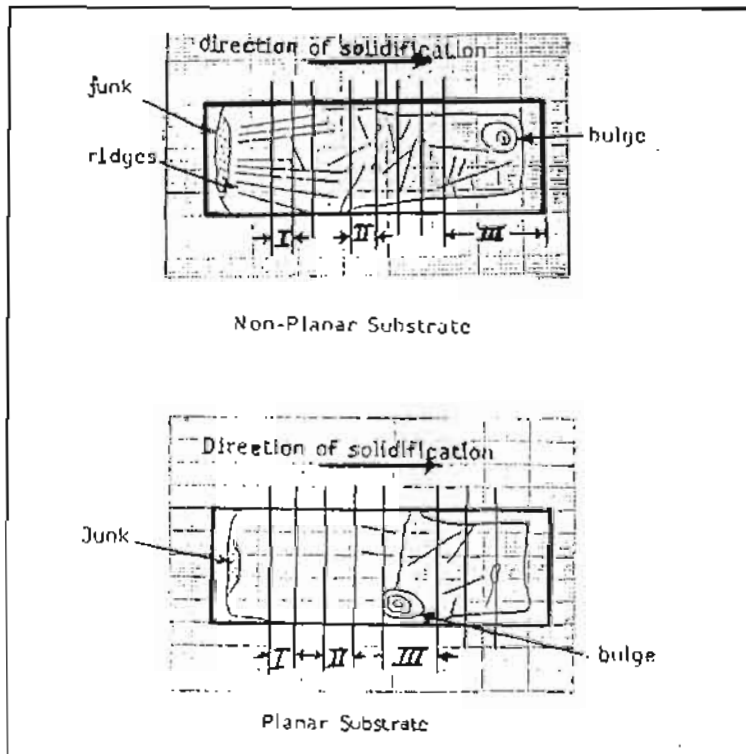 direction of solidification
junk
ridges
bulge
I
II
III
Non-Planar Substrate
Direction of solidification
Junk
I
II
III
bulge
Planar Substrate